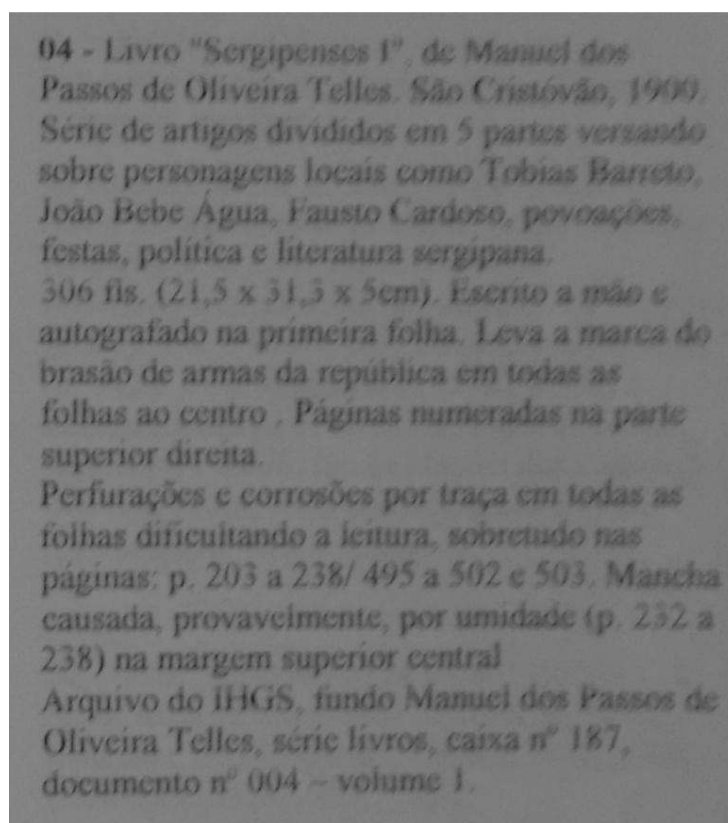 04 - Livro "Sergipenses I", de Manuel dos
Passos de Oliveira Telles. São Cristóvão, 1900.
Série de artigos divididos em 5 partes versando
sobre personagens locais como Tobias Barreto,
João Bebe Água, Fausto Cardoso, povoações,
festas, política e literatura sergipana.
306 fls. (21,5 x 31,3 x 5cm). Escrito a mão e
autografado na primeira folha. Leva a marca do
brasão de armas da república em todas as
folhas ao centro . Páginas numeradas na parte
superior direita.
Perfurações e corrosões por traça em todas as
folhas dificultando a leitura, sobretudo nas
páginas: p. 203 a 238/ 495 a 502 e 503. Mancha
causada, provavelmente, por umidade (p. 232 a
238) na margem superior central
Arquivo do IHGS, fundo Manuel dos Passos de
Oliveira Telles, série livros, caixa nº 187,
documento nº 004 – volume 1.